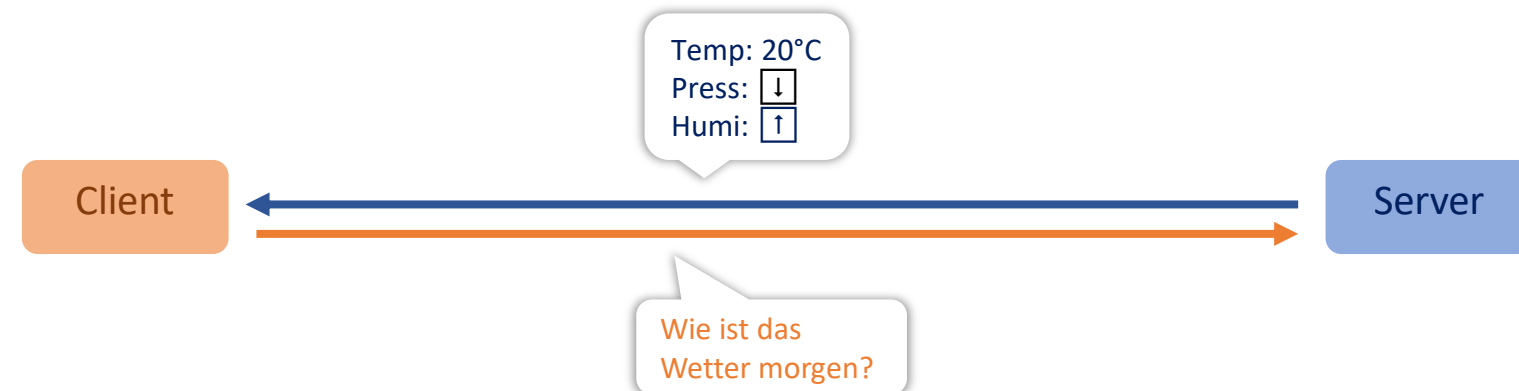 Temp: 20°C
Press: ↓
Humi: ↑
Client
Server
Wie ist das
Wetter morgen?